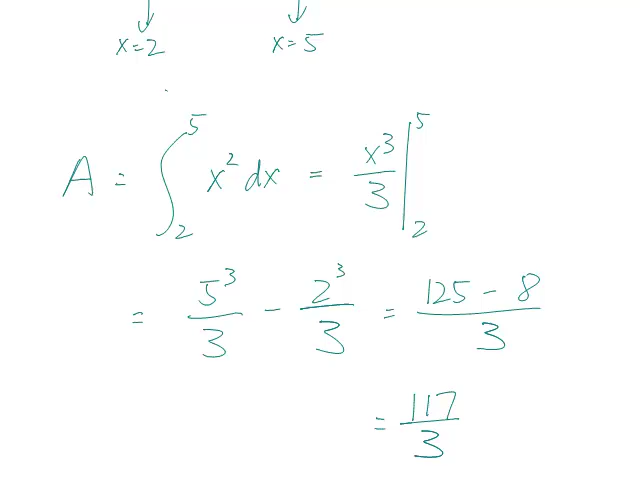 x=2 x=5
A = ∫₂⁵ x² dx = x³/3 |₂⁵
= 5³/3 - 2³/3 = (125 - 8)/3
= 117/3